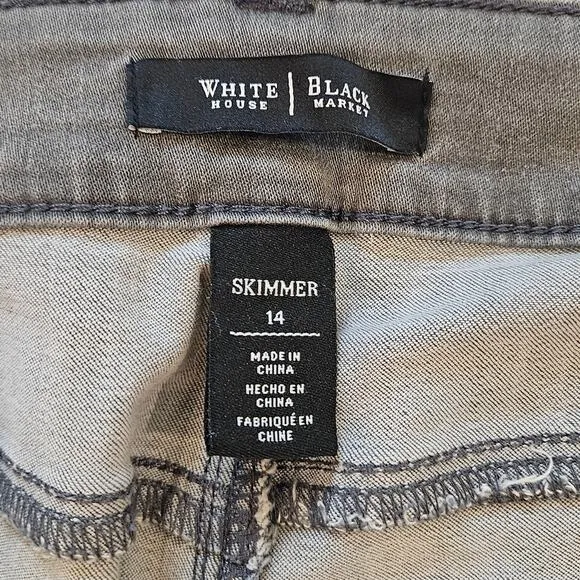 WHITE | BLACK
HOUSE | MARKET
SKIMMER
14
MADE IN
CHINA
HECHO EN
CHINA
FABRIQUÉ EN
CHINE